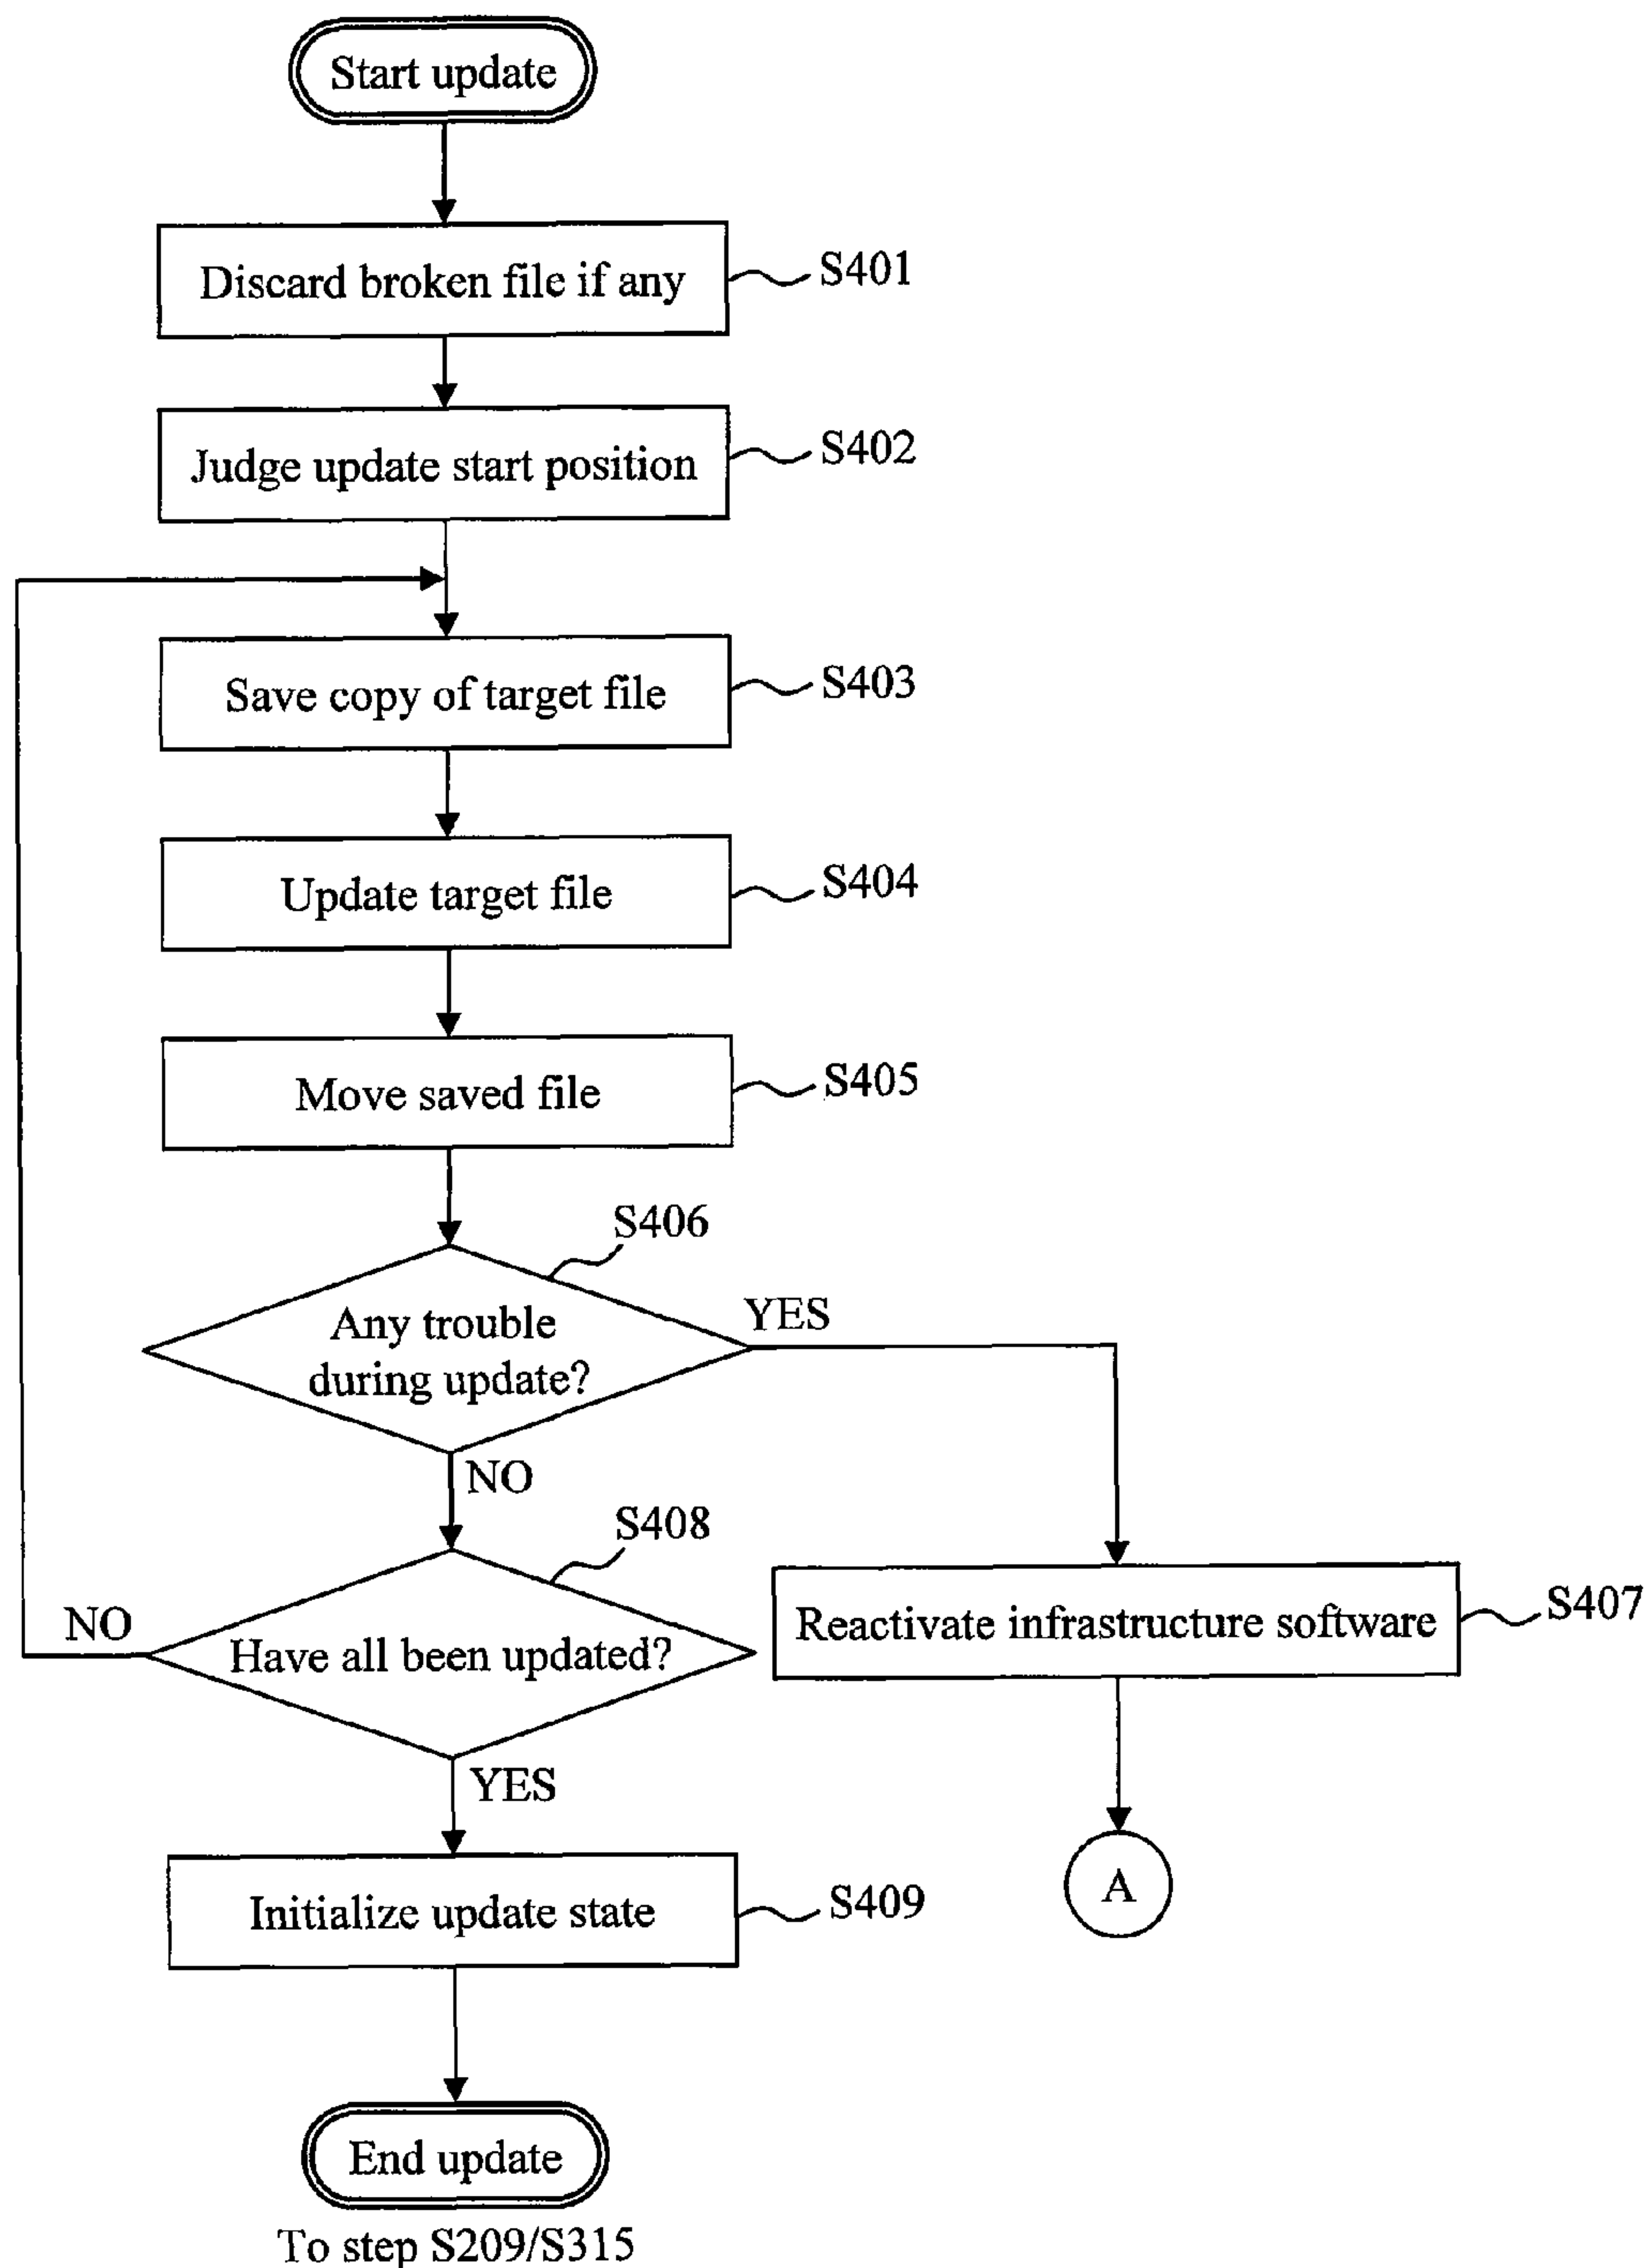 Start update
Discard broken file if any
S401
Judge update start position
S402
Save copy of target file
S403
Update target file
S404
Move saved file
S405
S406
Any trouble
during update?
YES
NO
S408
Have all been updated?
NO
YES
Reactivate infrastructure software
S407
A
Initialize update state
S409
End update
To step S209/S315